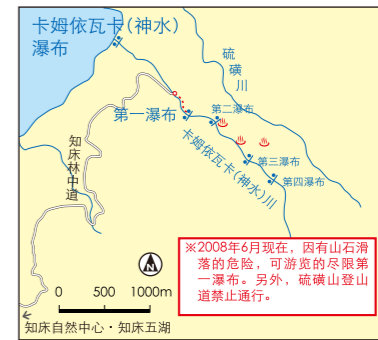 卡姆依瓦卡(神水)
瀑布
硫磺川
第一瀑布
第二瀑布
卡姆依瓦卡(神水)川
第三瀑布
第四瀑布
知床林中道
N
0 500 1000m
※2008年6月现在，因有山石滑
落的危险，可游览的尽限第
一瀑布。另外，硫磺山登山
道禁止通行。
知床自然中心・知床五湖